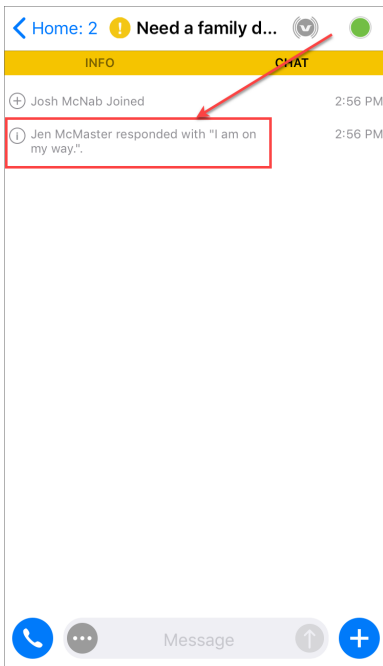 Home: 2 ! Need a family d...
INFO CHAT
Josh McNab Joined 2:56 PM
Jen McMaster responded with "I am on 2:56 PM
my way.".
Message